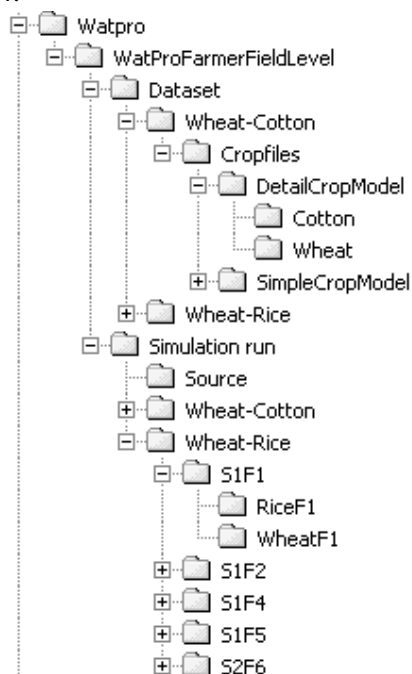 Watpro
WatProFarmerFieldLevel
Dataset
Wheat-Cotton
Cropfiles
DetailCropModel
Cotton
Wheat
SimpleCropModel
Wheat-Rice
Simulation run
Source
Wheat-Cotton
Wheat-Rice
S1F1
RiceF1
WheatF1
S1F2
S1F4
S1F5
S2F6